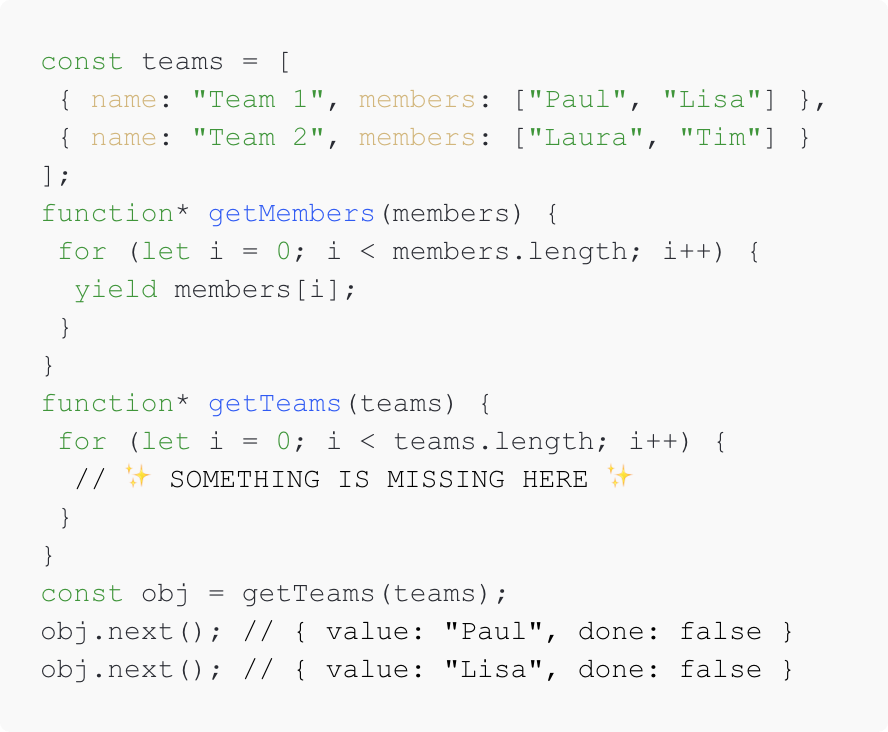 const teams = [
{ name: "Team 1", members: ["Paul", "Lisa"] },
{ name: "Team 2", members: ["Laura", "Tim"] }
];
function* getMembers(members) {
for (let i = 0; i < members.length; i++) {
yield members[i];
}
}
function* getTeams(teams) {
for (let i = 0; i < teams.length; i++) {
// ✨ SOMETHING IS MISSING HERE ✨
}
}
const obj = getTeams(teams);
obj.next(); // { value: "Paul", done: false }
obj.next(); // { value: "Lisa", done: false }